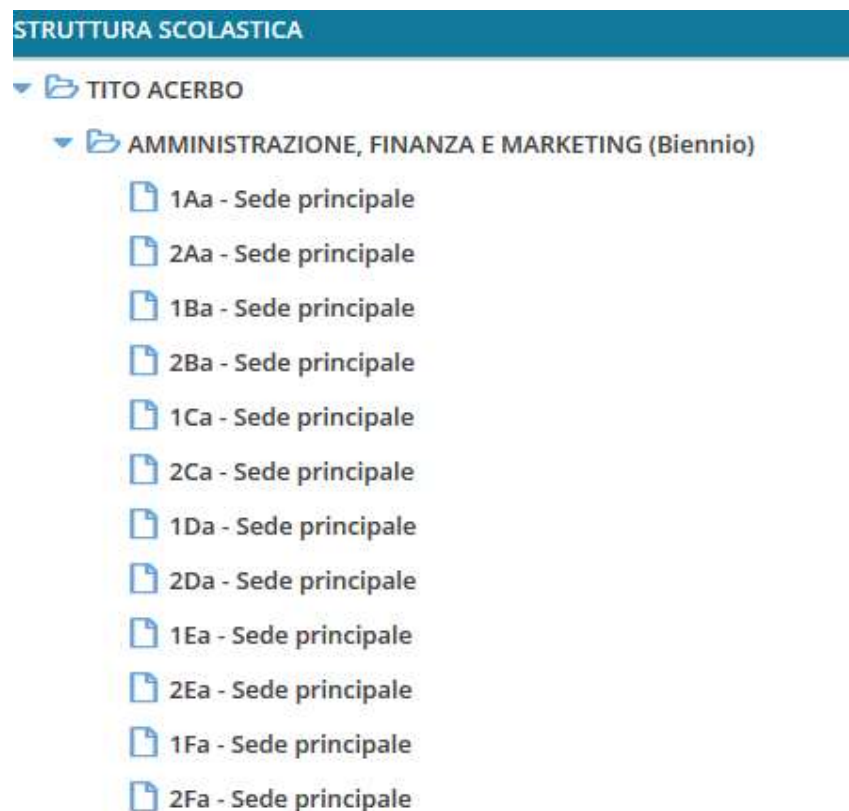 STRUTTURA SCOLASTICA
TITO ACERBO
AMMINISTRAZIONE, FINANZA E MARKETING (Biennio)
1Aa - Sede principale
2Aa - Sede principale
1Ba - Sede principale
2Ba - Sede principale
1Ca - Sede principale
2Ca - Sede principale
1Da - Sede principale
2Da - Sede principale
1Ea - Sede principale
2Ea - Sede principale
1Fa - Sede principale
2Fa - Sede principale